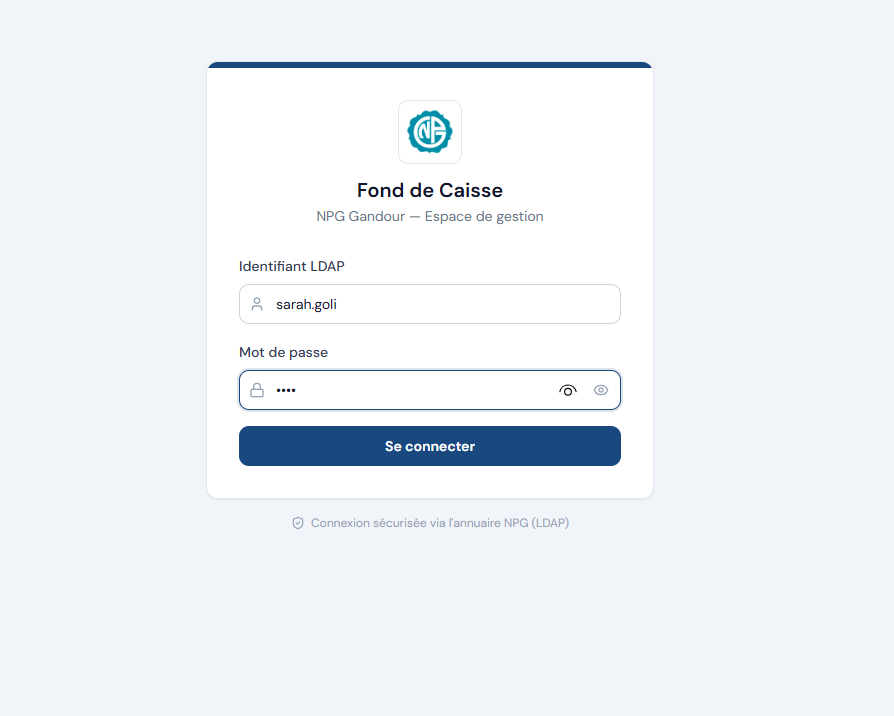 Fond de Caisse
NPG Gandour — Espace de gestion
Identifiant LDAP
sarah.goli
Mot de passe
••••
Se connecter
Connexion sécurisée via l'annuaire NPG (LDAP)